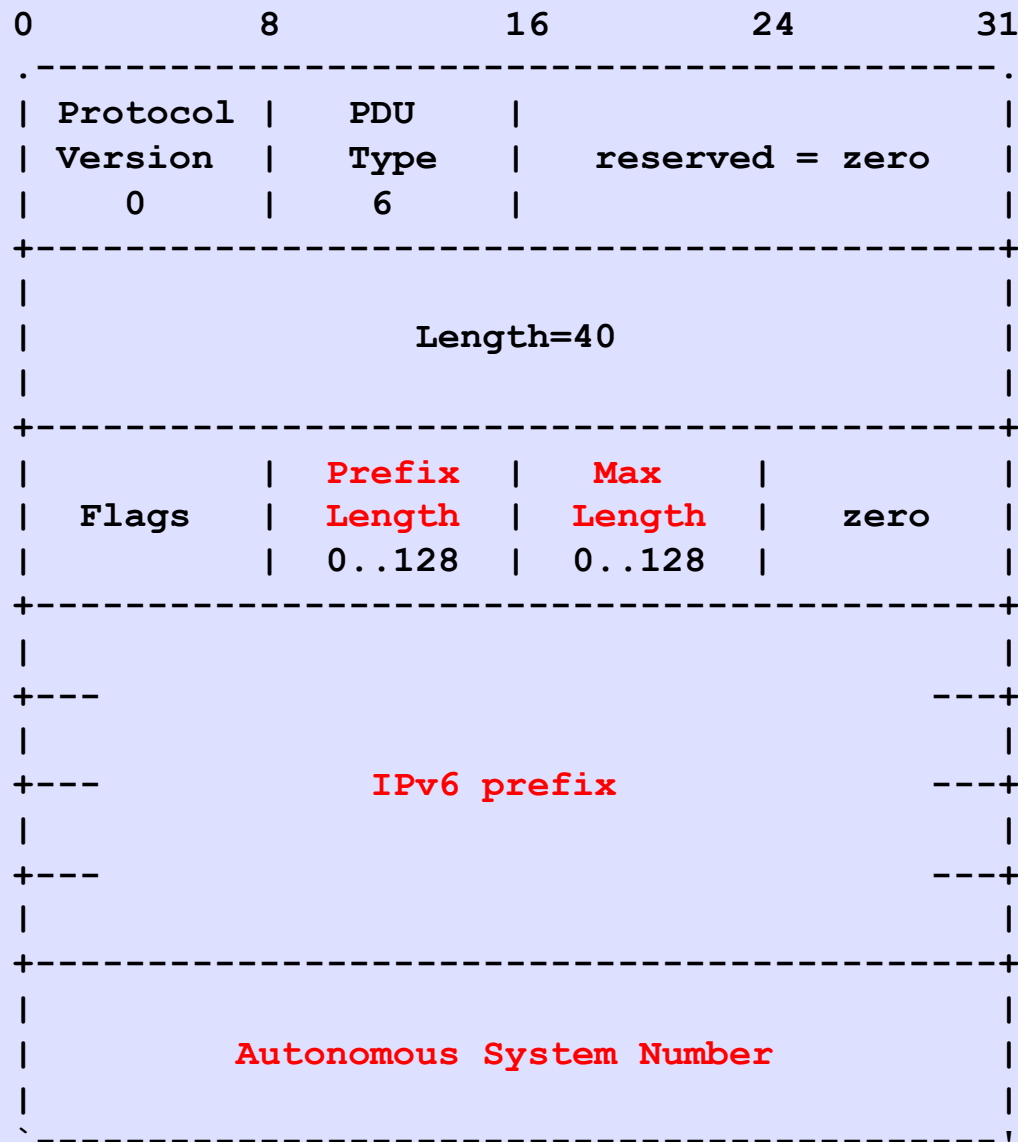 0 8 16 24 31
.-------------------------------------------.
| Protocol | PDU | |
| Version | Type | reserved = zero |
| 0 | 6 | |
+-------------------------------------------+
| |
| Length=40 |
| |
+-------------------------------------------+
| | Prefix | Max | |
| Flags | Length | Length | zero |
| | 0..128 | 0..128 | |
+-------------------------------------------+
| |
+--- ---+
| |
+--- IPv6 prefix ---+
| |
+--- ---+
| |
+-------------------------------------------+
| |
| Autonomous System Number |
| |
`-------------------------------------------'